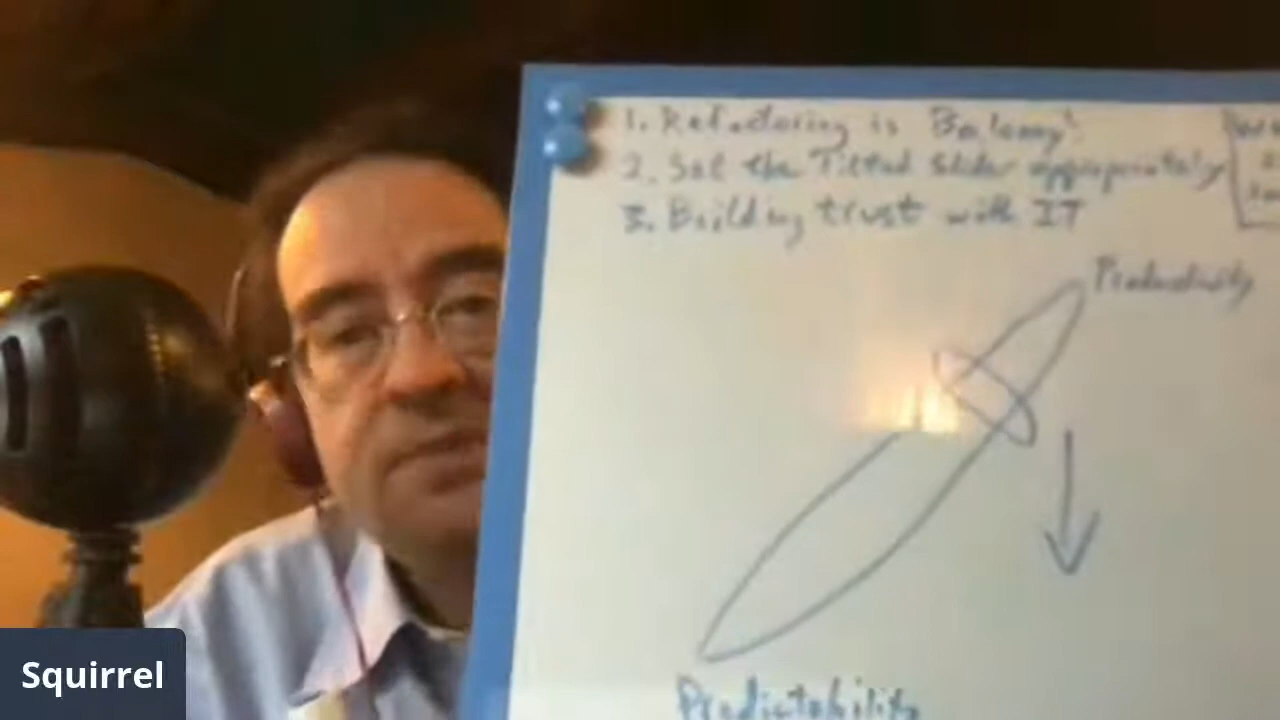 1. Refactoring is Baloney!
2. Set the Tilted Slider appropriately
3. Building trust with IT
Productivity
Predictability
Squirrel